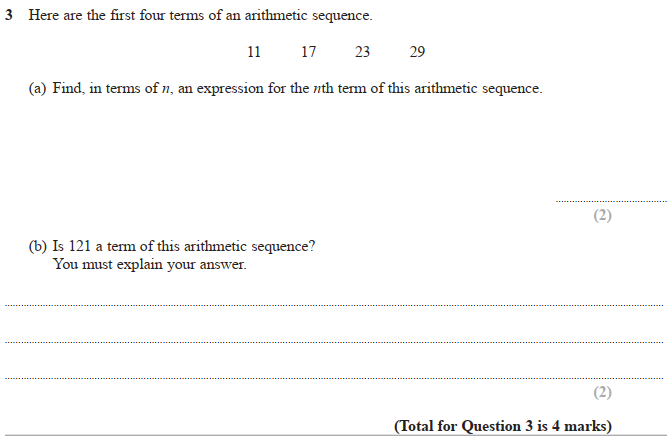 3 Here are the first four terms of an arithmetic sequence.
11 17 23 29
(a) Find, in terms of n, an expression for the nth term of this arithmetic sequence.
(2)
(b) Is 121 a term of this arithmetic sequence?
You must explain your answer.
(2)
(Total for Question 3 is 4 marks)